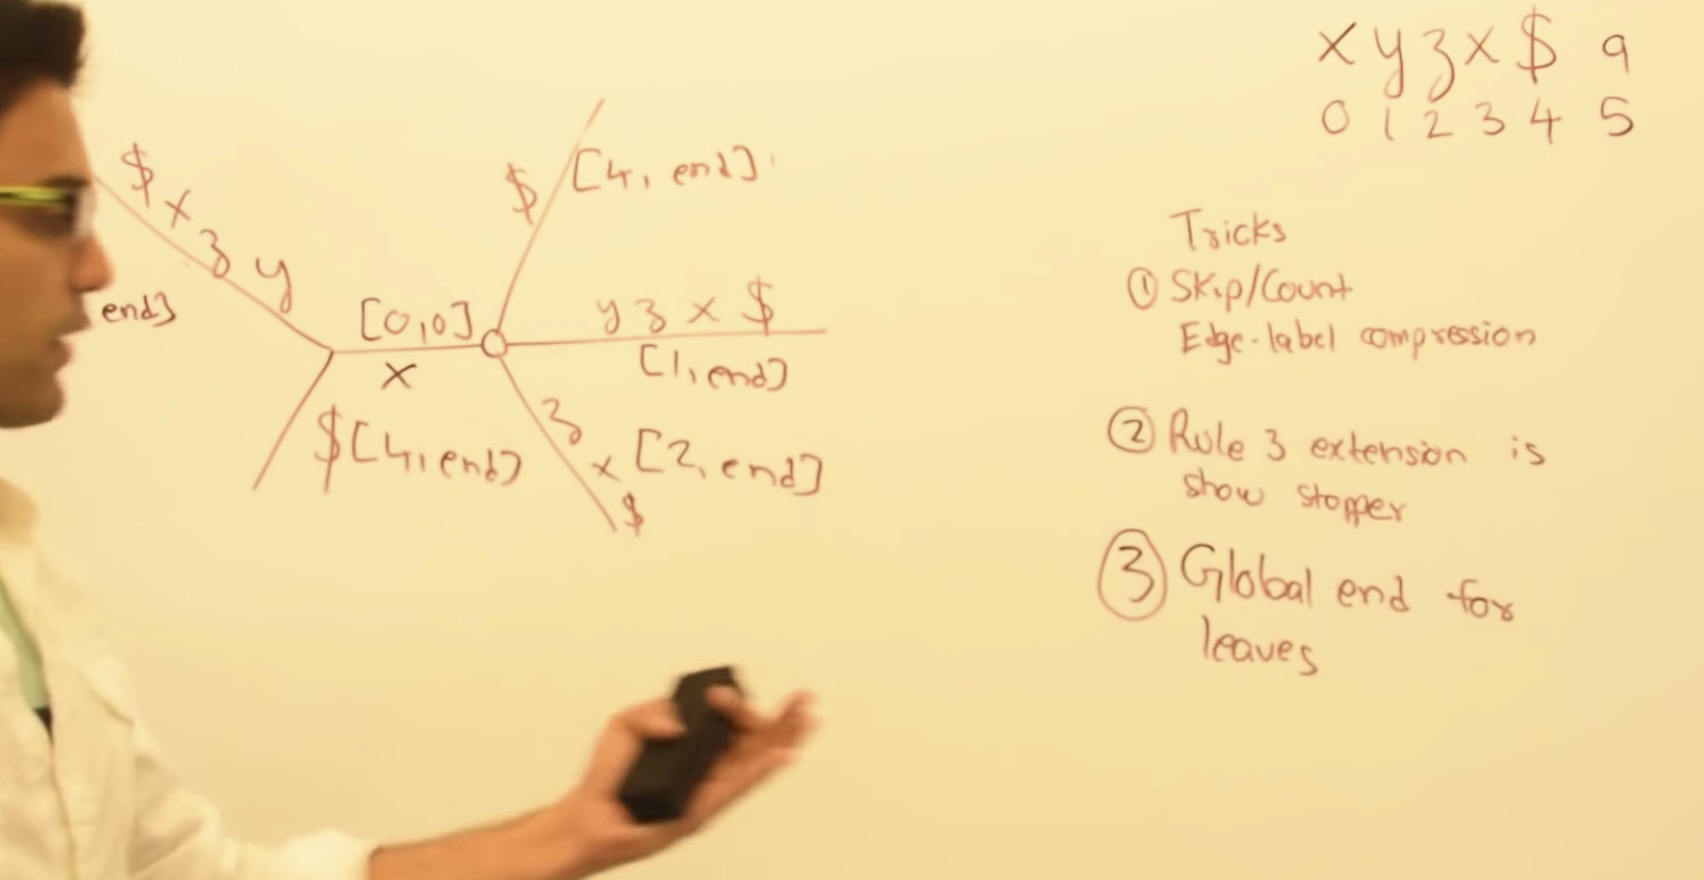 x y z x $ a
0 1 2 3 4 5
Tricks
① Skip/Count
Edge-label compression
② Rule 3 extension is
show stopper
③ Global end for
leaves
$ x z y
end]
[0,0]
x
$ [4, end]
$ [4, end]
y z x $
[1, end]
z x $ [2, end]